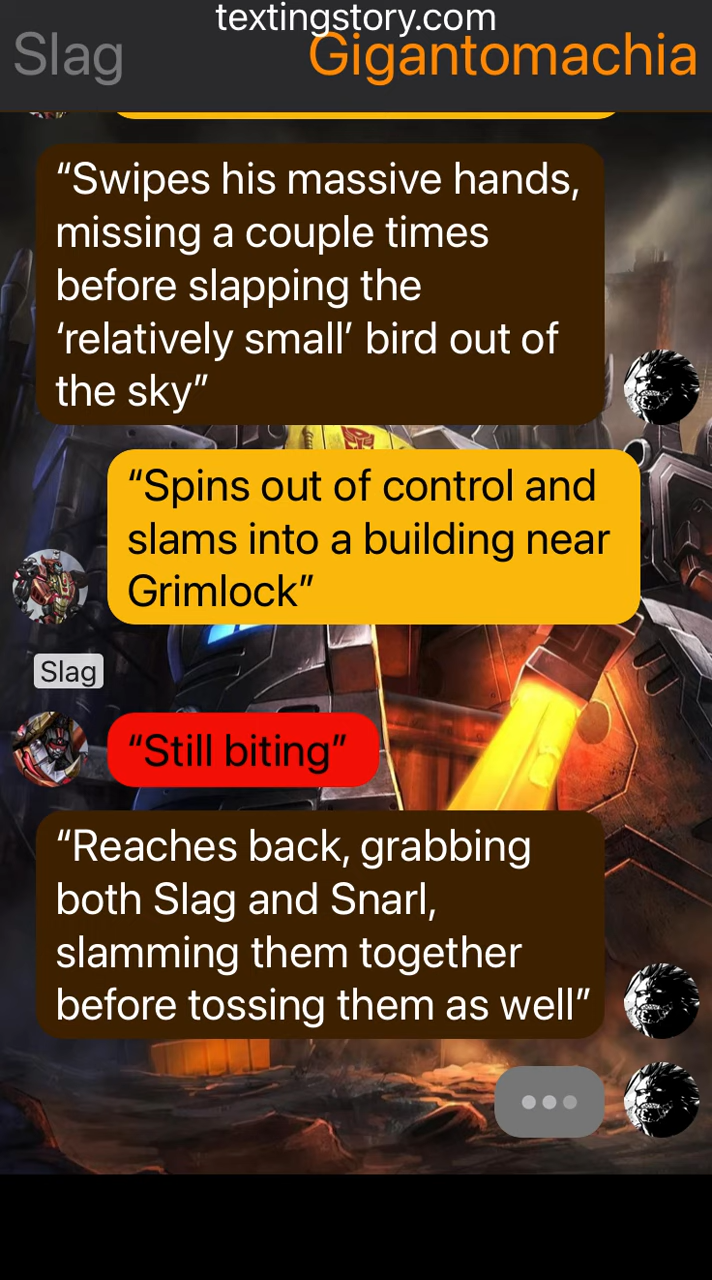 textingstory.com
Slag
Gigantomachia
“Swipes his massive hands,
missing a couple times
before slapping the
‘relatively small’ bird out of
the sky”
“Spins out of control and
slams into a building near
Grimlock”
Slag
“Still biting”
“Reaches back, grabbing
both Slag and Snarl,
slamming them together
before tossing them as well”